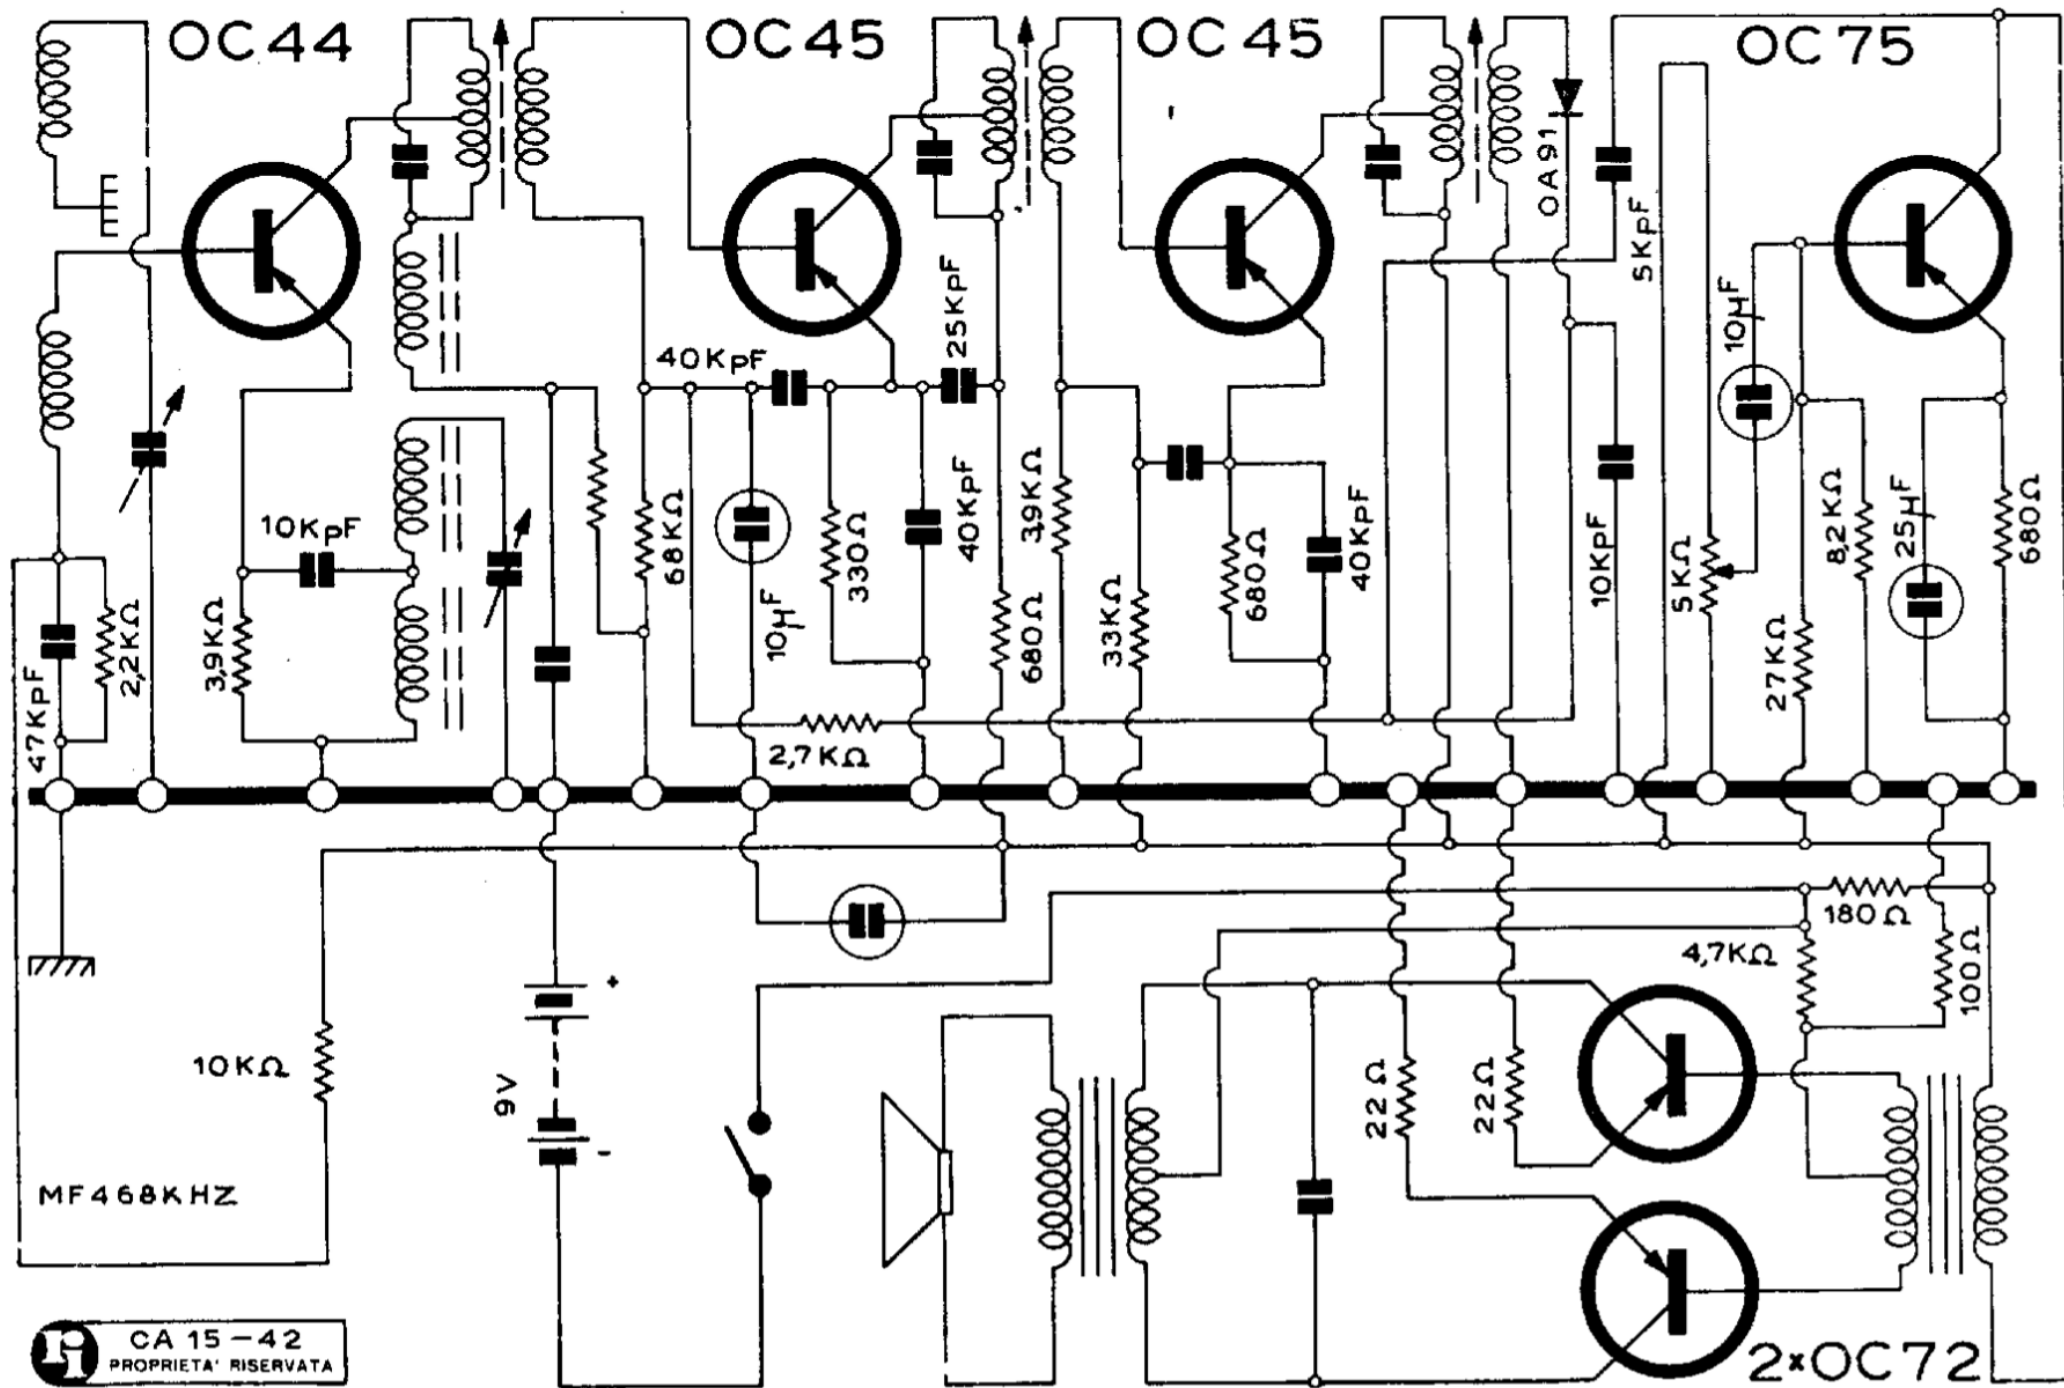 OC44
OC45
OC45
OC75
OA91
5KpF
10µF
25KpF
40KpF
10KpF
68KΩ
10µF
330Ω
40KpF
3,9KΩ
680Ω
33KΩ
680Ω
40KpF
10KpF
5KΩ
82KΩ
25µF
680Ω
27KΩ
47KpF
2,2KΩ
3,9KΩ
2,7KΩ
180Ω
4,7KΩ
100Ω
+
10KΩ
9V
-
22Ω
22Ω
MF468KHZ
ri
CA 15-42
PROPRIETA' RISERVATA
2×OC72